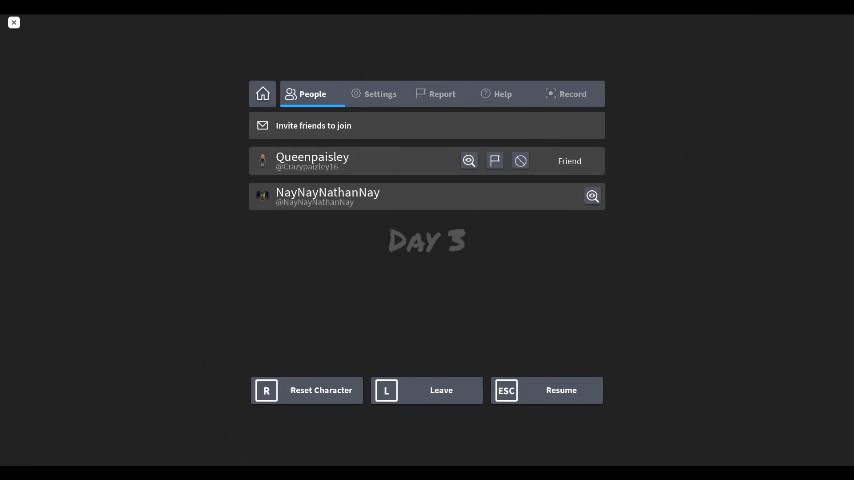 People Settings Report Help Record
Invite friends to join
Queenpaisley
@Crazypaizley16
Friend
NayNayNathanNay
@NayNayNathanNay
Day 3
R Reset Character L Leave ESC Resume